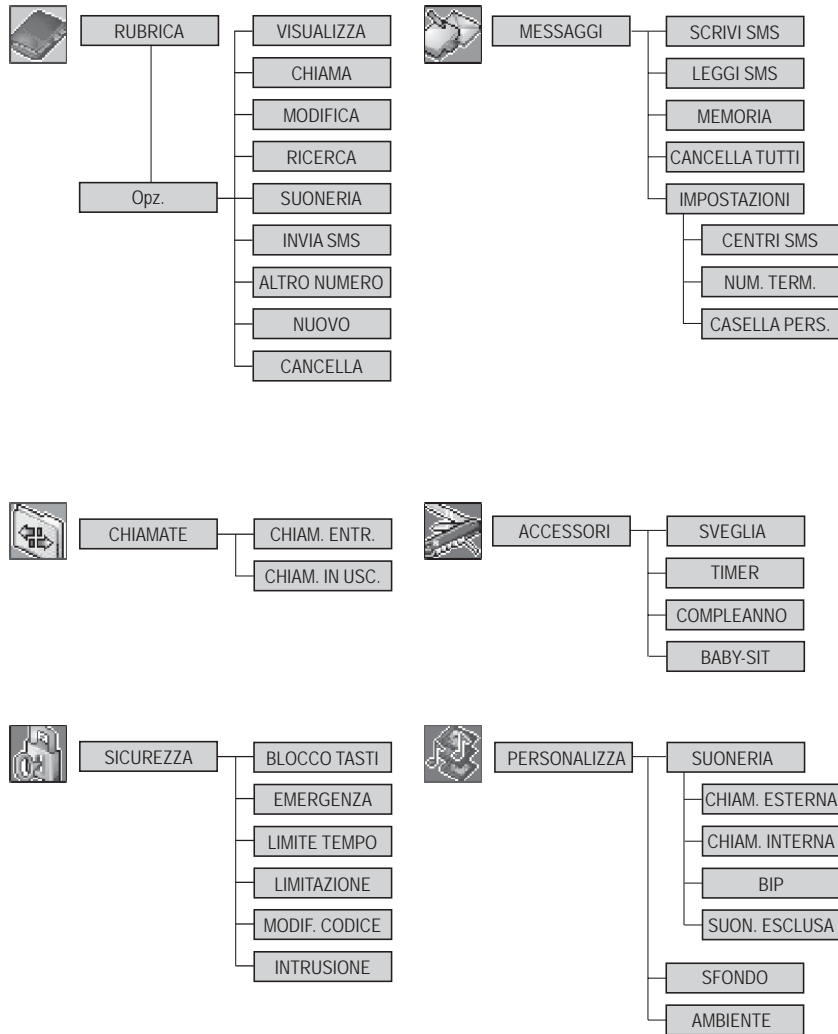 RUBRICA
Opz.
VISUALIZZA
CHIAMA
MODIFICA
RICERCA
SUONERIA
INVIA SMS
ALTRO NUMERO
NUOVO
CANCELLA
MESSAGGI
SCRIVI SMS
LEGGI SMS
MEMORIA
CANCELLA TUTTI
IMPOSTAZIONI
CENTRI SMS
NUM. TERM.
CASELLA PERS.
CHIAMATE
CHIAM. ENTR.
CHIAM. IN USC.
ACCESSORI
SVEGLIA
TIMER
COMPLEANNO
BABY-SIT
SICUREZZA
BLOCCO TASTI
EMERGENZA
LIMITE TEMPO
LIMITAZIONE
MODIF. CODICE
INTRUSIONE
PERSONALIZZA
SUONERIA
CHIAM. ESTERNA
CHIAM. INTERNA
BIP
SUON. ESCLUSA
SFONDO
AMBIENTE